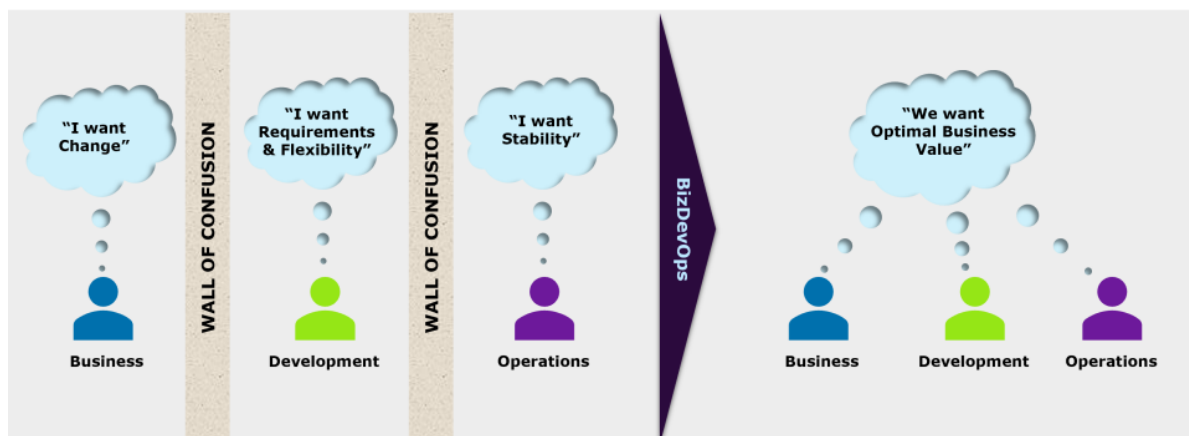 “I want
Change”
WALL OF CONFUSION
“I want
Requirements
& Flexibility”
WALL OF CONFUSION
“I want
Stability”
BizDevOps
“We want
Optimal Business
Value”
Business
Development
Operations
Business
Development
Operations